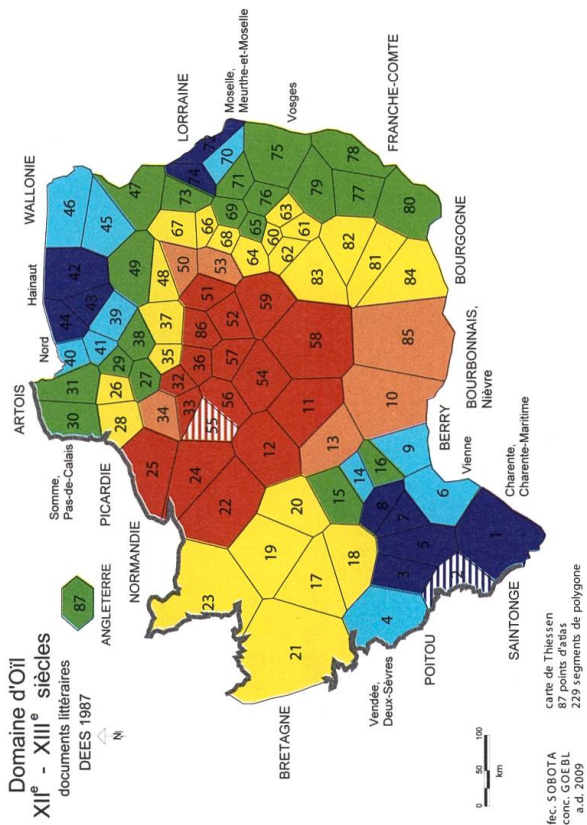 Domaine d'Oïl
XIIe - XIIIe siècles
documents littéraires
DEES 1987
N
87
ANGLETERRE
Somme,
Pas-de-Calais
ARTOIS
PICARDIE
NORMANDIE
BRETAGNE
Nord
Hainaut
WALLONIE
LORRAINE
Moselle,
Meurthe-et-Moselle
Vosges
FRANCHE-COMTE
BOURGOGNE
BOURBONNAIS,
Nièvre
BERRY
Vienne
Charente,
Charente-Maritime
SAINTONGE
POITOU
Vendée,
Deux-Sèvres
30 31 40 44 43 42 46 45
28 26 29 41 39 47
27 38 49
25 34 32 35 37 48 67 73 74 72
33 36 86 51 50 66 69 71 70
24 55 56 57 52 53 68 65 76 75
23 22 12 54 59 64 60 63 79 78
62 61 77
21 19 20 13 11 58 83 82 80
17 18 15 14 16 10 85 81 84
4 3 8 7 9
5 6
2 1
0 50 100
km
fec. SOBOTA
conc. GOEBL
a.d. 2009
carte de Thiessen
87 points d'atlas
229 segments de polygone